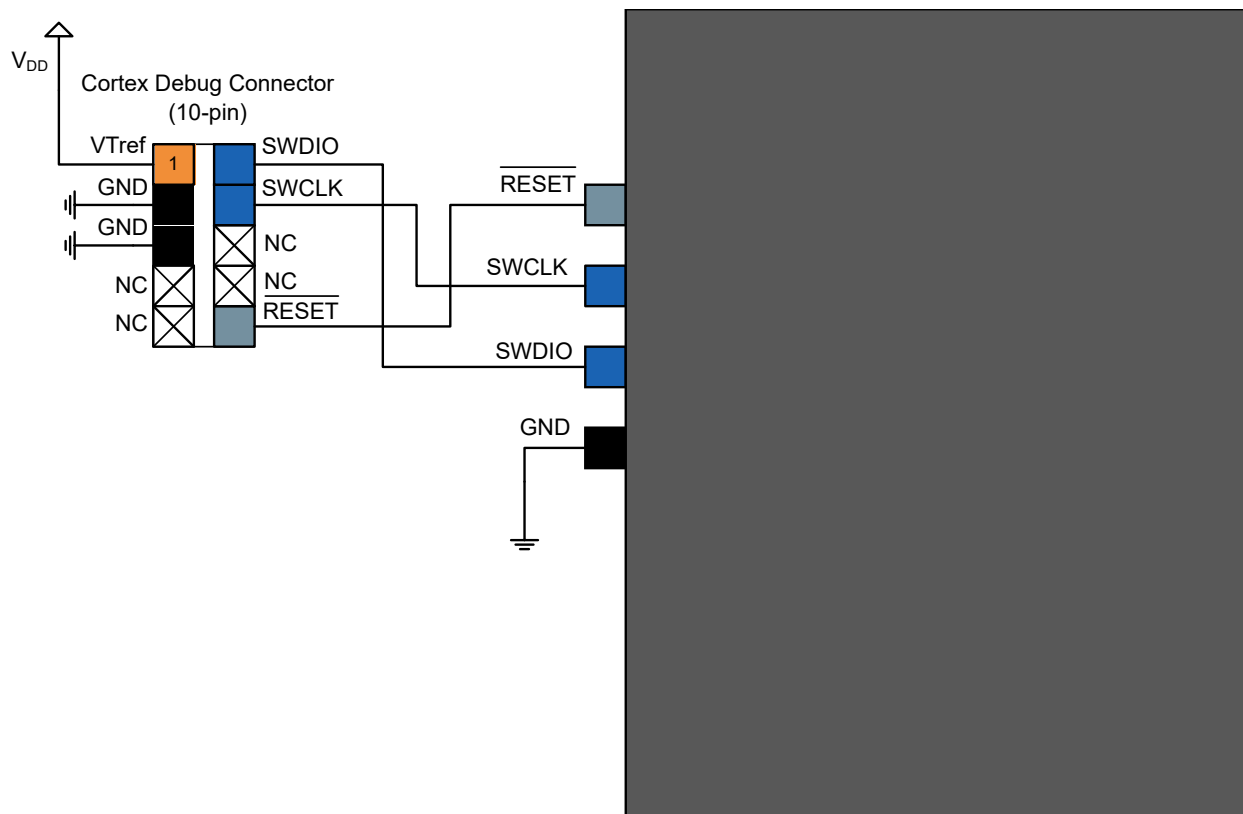 VDD
Cortex Debug Connector
(10-pin)
VTref
1
SWDIO
GND
SWCLK
GND
NC
NC
NC
NC
RESET
RESET
SWCLK
SWDIO
GND